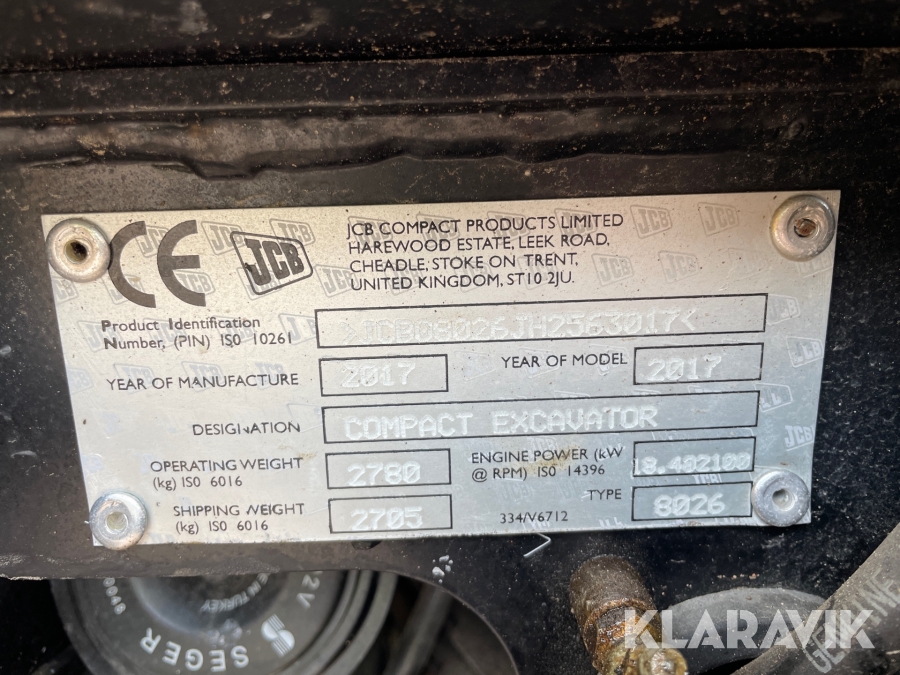 CE JCB
JCB COMPACT PRODUCTS LIMITED
HAREWOOD ESTATE, LEEK ROAD,
CHEADLE, STOKE ON TRENT,
UNITED KINGDOM, ST10 2JU.
Product Identification
Number, (PIN) ISO 10261
>JCB08026JH2563017<
YEAR OF MANUFACTURE 2017 YEAR OF MODEL 2017
DESIGNATION COMPACT EXCAVATOR
OPERATING WEIGHT
(kg) ISO 6016
2780
ENGINE POWER (kW
@ RPM) ISO 14396
18.402100
SHIPPING WEIGHT
(kg) ISO 6016
2705
334/V6712
TYPE 8026
SEGER
KLARAVIK